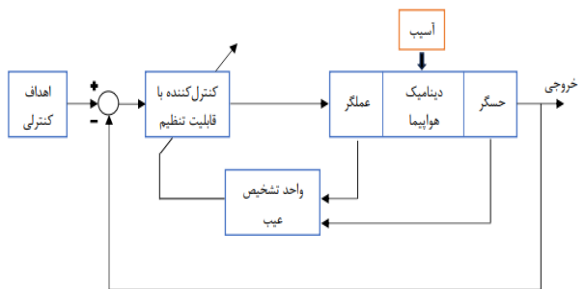 آسیب
اهداف
کنترلی
+
−
کنترل‌کننده با
قابلیت تنظیم
عملگر
دینامیک
هواپیما
حسگر
خروجی
واحد تشخیص
عیب